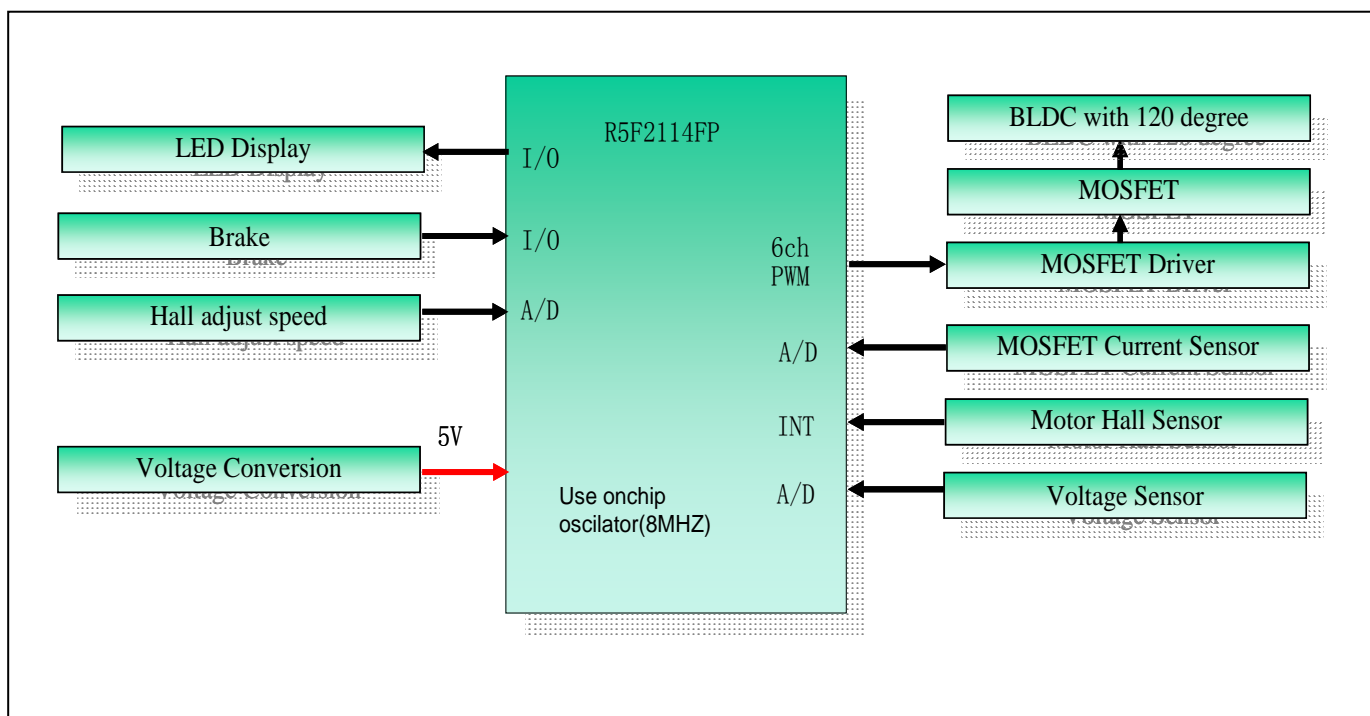 LED Display
Brake
Hall adjust speed
5V
Voltage Conversion
R5F2114FP
I/O
I/O
A/D
6ch
PWM
A/D
INT
A/D
Use onchip
oscilator(8MHZ)
BLDC with 120 degree
MOSFET
MOSFET Driver
MOSFET Current Sensor
Motor Hall Sensor
Voltage Sensor